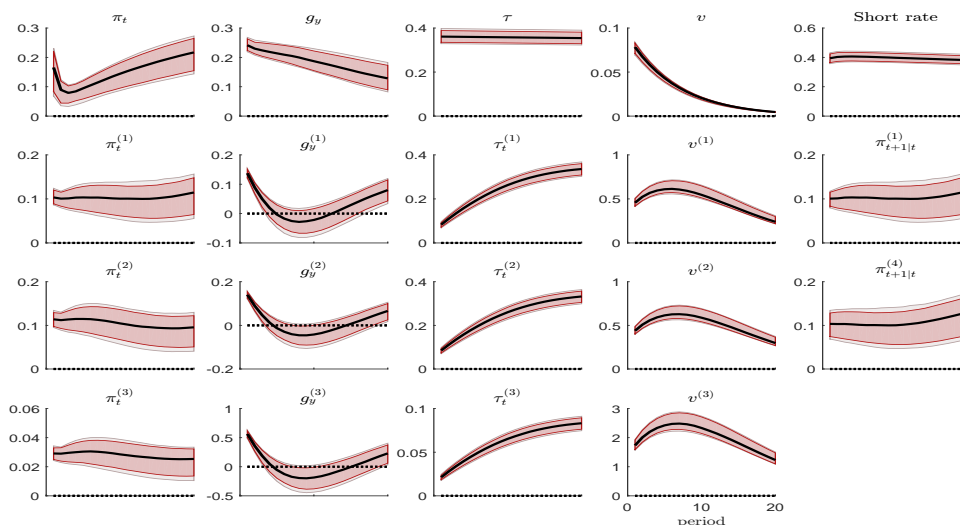 π_t g_y τ v Short rate
0.3 0.3 0.4 0.1 0.6
0.2 0.2 0.4
0.1 0.1 0.2 0.05 0.2
0 0 0 0 0
π_t^(1) g_y^(1) τ_t^(1) v^(1) π_{t+1|t}^(1)
0.2 0.2 0.4 1 0.2
0.1 0.1 0.2 0.5 0.1
0
0 -0.1 0 0 0
π_t^(2) g_y^(2) τ_t^(2) v^(2) π_{t+1|t}^(4)
0.2 0.2 0.4 1 0.2
0.1 0 0.2 0.5 0.1
0 -0.2 0 0 0
π_t^(3) g_y^(3) τ_t^(3) v^(3)
0.06 1 0.1 3
0.04 0.5 2
0.02 0 0.05 1
0 -0.5 0 0
0 10 20
period